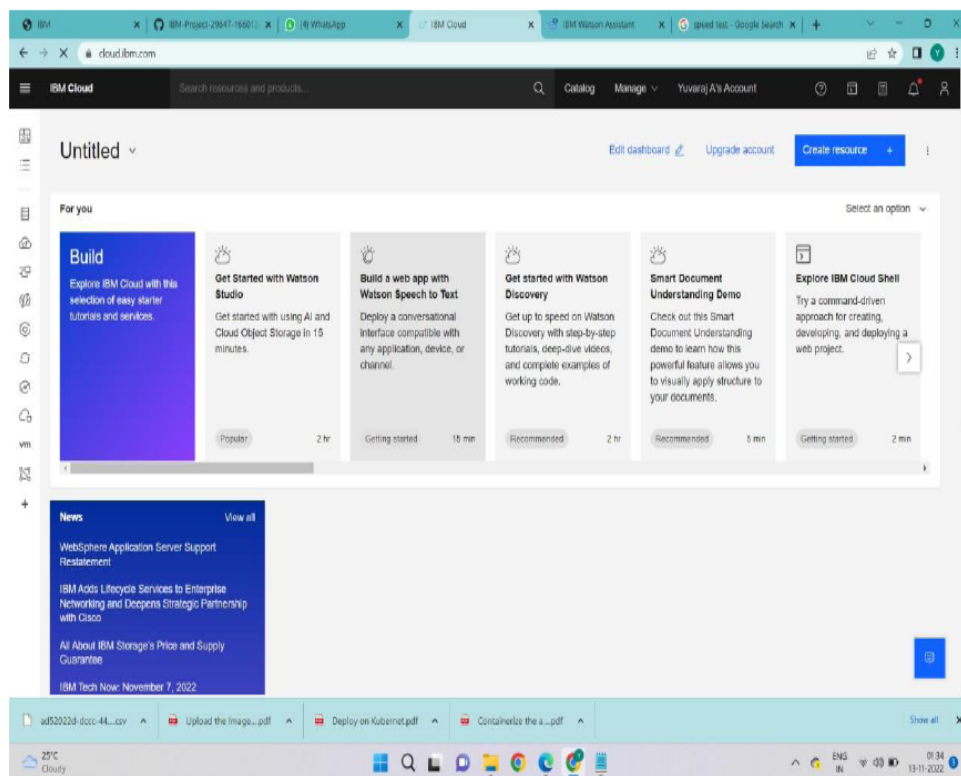 IBM
IBM-Project-29847-166012
(4) WhatsApp
IBM Cloud
IBM Watson Assistant
speed test - Google Search
cloud.ibm.com
Y
IBM Cloud
Search resources and products...
Catalog
Manage
Yuvaraj A's Account
Untitled
Edit dashboard
Upgrade account
Create resource +
For you
Select an option
Build
Explore IBM Cloud with this
selection of easy starter
tutorials and services.
Get Started with Watson
Studio
Get started with using AI and
Cloud Object Storage in 15
minutes.
Popular
2 hr
Build a web app with
Watson Speech to Text
Deploy a conversational
interface compatible with
any application, device, or
channel.
Getting started
15 min
Get started with Watson
Discovery
Get up to speed on Watson
Discovery with step-by-step
tutorials, deep-dive videos,
and complete examples of
working code.
Recommended
2 hr
Smart Document
Understanding Demo
Check out this Smart
Document Understanding
demo to learn how this
powerful feature allows you
to visually apply structure to
your documents.
Recommended
5 min
Explore IBM Cloud Shell
Try a command-driven
approach for creating,
developing, and deploying a
web project.
Getting started
2 min
vm
News
View all
WebSphere Application Server Support
Restatement
IBM Adds Lifecycle Services to Enterprise
Networking and Deepens Strategic Partnership
with Cisco
All About IBM Storage's Price and Supply
Guarantee
IBM Tech Now: November 7, 2022
ad52022d-dccc-44....csv
Upload the Image...pdf
Deploy on Kubernet.pdf
Containerize the a....pdf
Show all
25°C
Cloudy
ENG
IN
01:34
13-11-2022